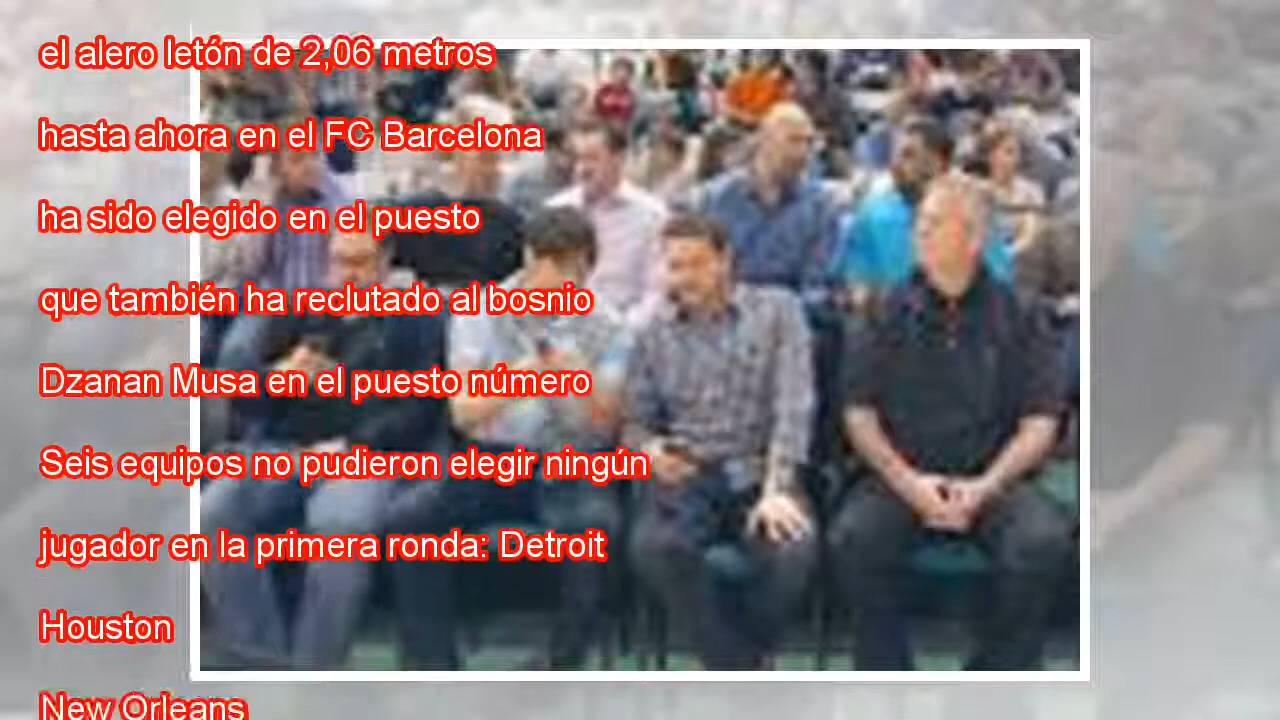 el alero letón de 2,06 metros
hasta ahora en el FC Barcelona
ha sido elegido en el puesto
que también ha reclutado al bosnio
Dzanan Musa en el puesto número
Seis equipos no pudieron elegir ningún
jugador en la primera ronda: Detroit
Houston
New Orleans